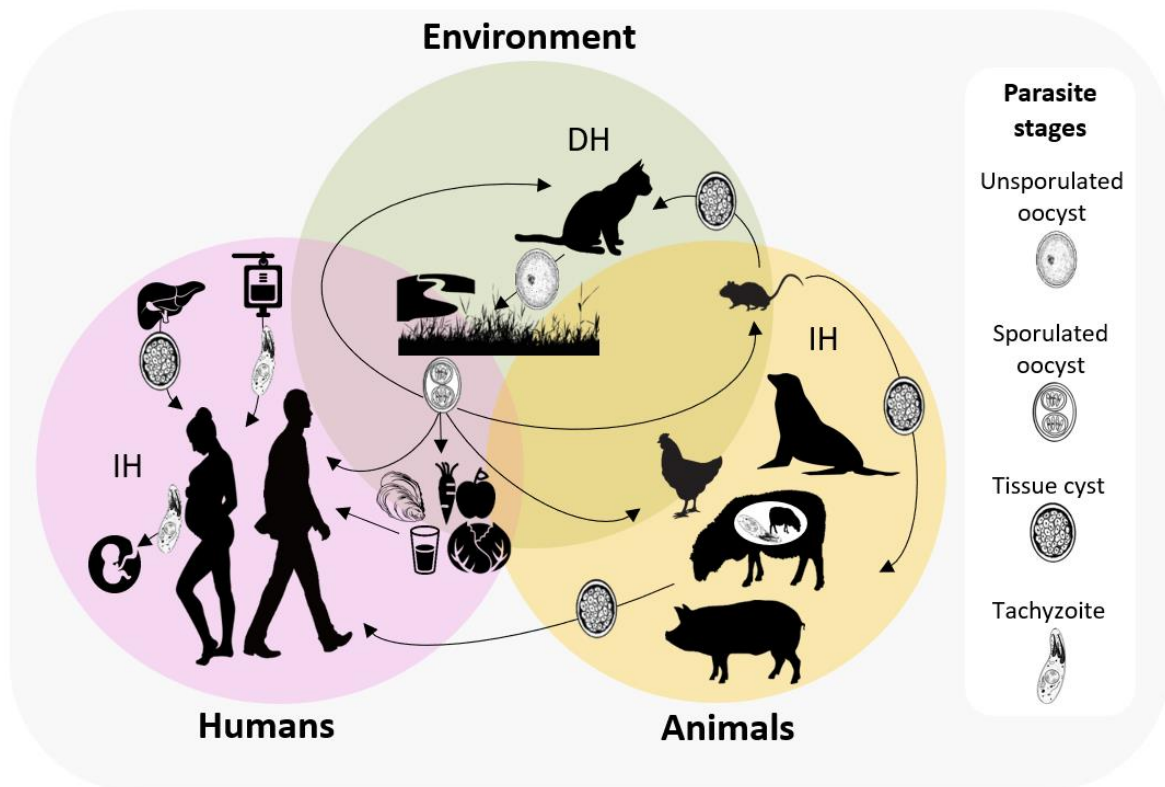 Environment
DH
IH
IH
Humans
Animals
Parasite
stages
Unsporulated
oocyst
Sporulated
oocyst
Tissue cyst
Tachyzoite